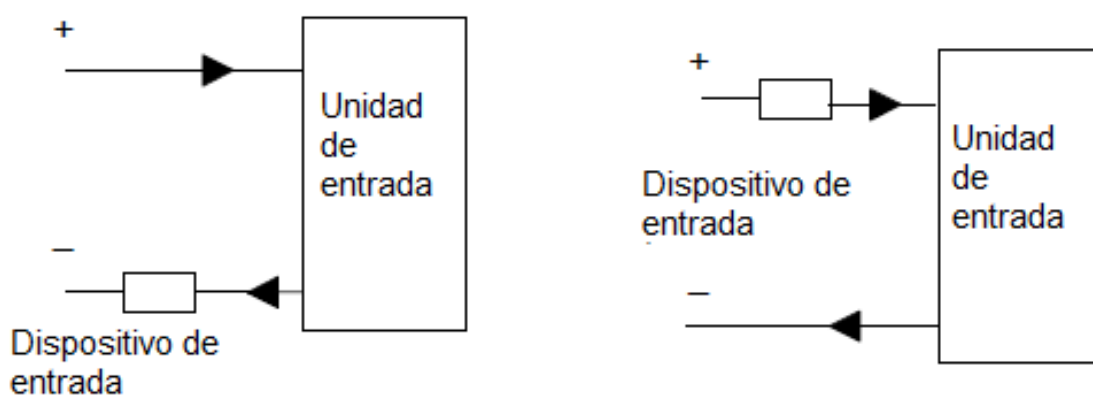 +
Unidad
de
entrada
–
Dispositivo de
entrada
+
Dispositivo de
entrada
Unidad
de
entrada
–